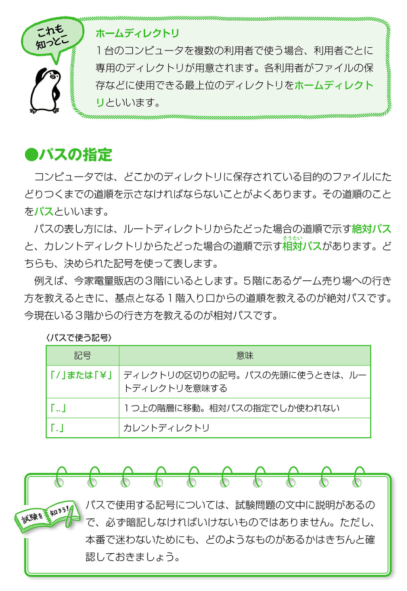 これも
知っとこ
ホームディレクトリ
1台のコンピュータを複数の利用者で使う場合、利用者ごとに
専用のディレクトリが用意されます。各利用者がファイルの保
存などに使用できる最上位のディレクトリをホームディレクト
リといいます。
●パスの指定
コンピュータでは、どこかのディレクトリに保存されている目的のファイルにた
どりつくまでの道順を示さなければならないことがよくあります。その道順のこと
をパスといいます。
パスの表し方には、ルートディレクトリからたどった場合の道順で示す絶対パス
と、カレントディレクトリからたどった場合の道順で示す相対パスがあります。ど
そうたい
ちらも、決められた記号を使って表します。
例えば、今家電量販店の3階にいるとします。5階にあるゲーム売り場への行き
方を教えるときに、基点となる1階入り口からの道順を教えるのが絶対パスです。
今現在いる3階からの行き方を教えるのが相対パスです。
〈パスで使う記号〉
記号 意味
「/」または「¥」 ディレクトリの区切りの記号。パスの先頭に使うときは、ルー
トディレクトリを意味する
「..」 1つ上の階層に移動。相対パスの指定でしか使われない
「.」 カレントディレクトリ
試験を知ろう!
パスで使用する記号については、試験問題の文中に説明があるの
で、必ず暗記しなければいけないものではありません。ただし、
本番で迷わないためにも、どのようなものがあるかはきちんと確
認しておきましょう。